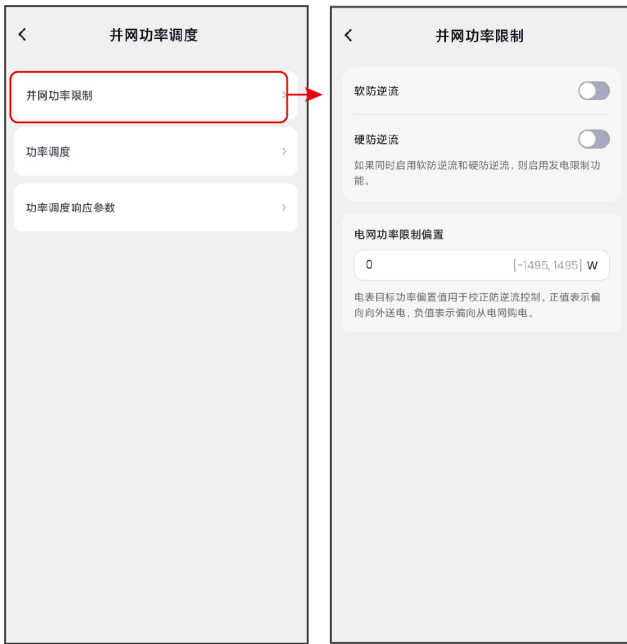 并网功率调度
并网功率限制
功率调度
功率调度响应参数
并网功率限制
软防逆流
硬防逆流
如果同时启用软防逆流和硬防逆流，则启用发电限制功
能。
电网功率限制偏置
0 [-1495, 1495] W
电表目标功率偏置值用于校正防逆流控制。正值表示偏
向向外送电，负值表示偏向从电网购电。